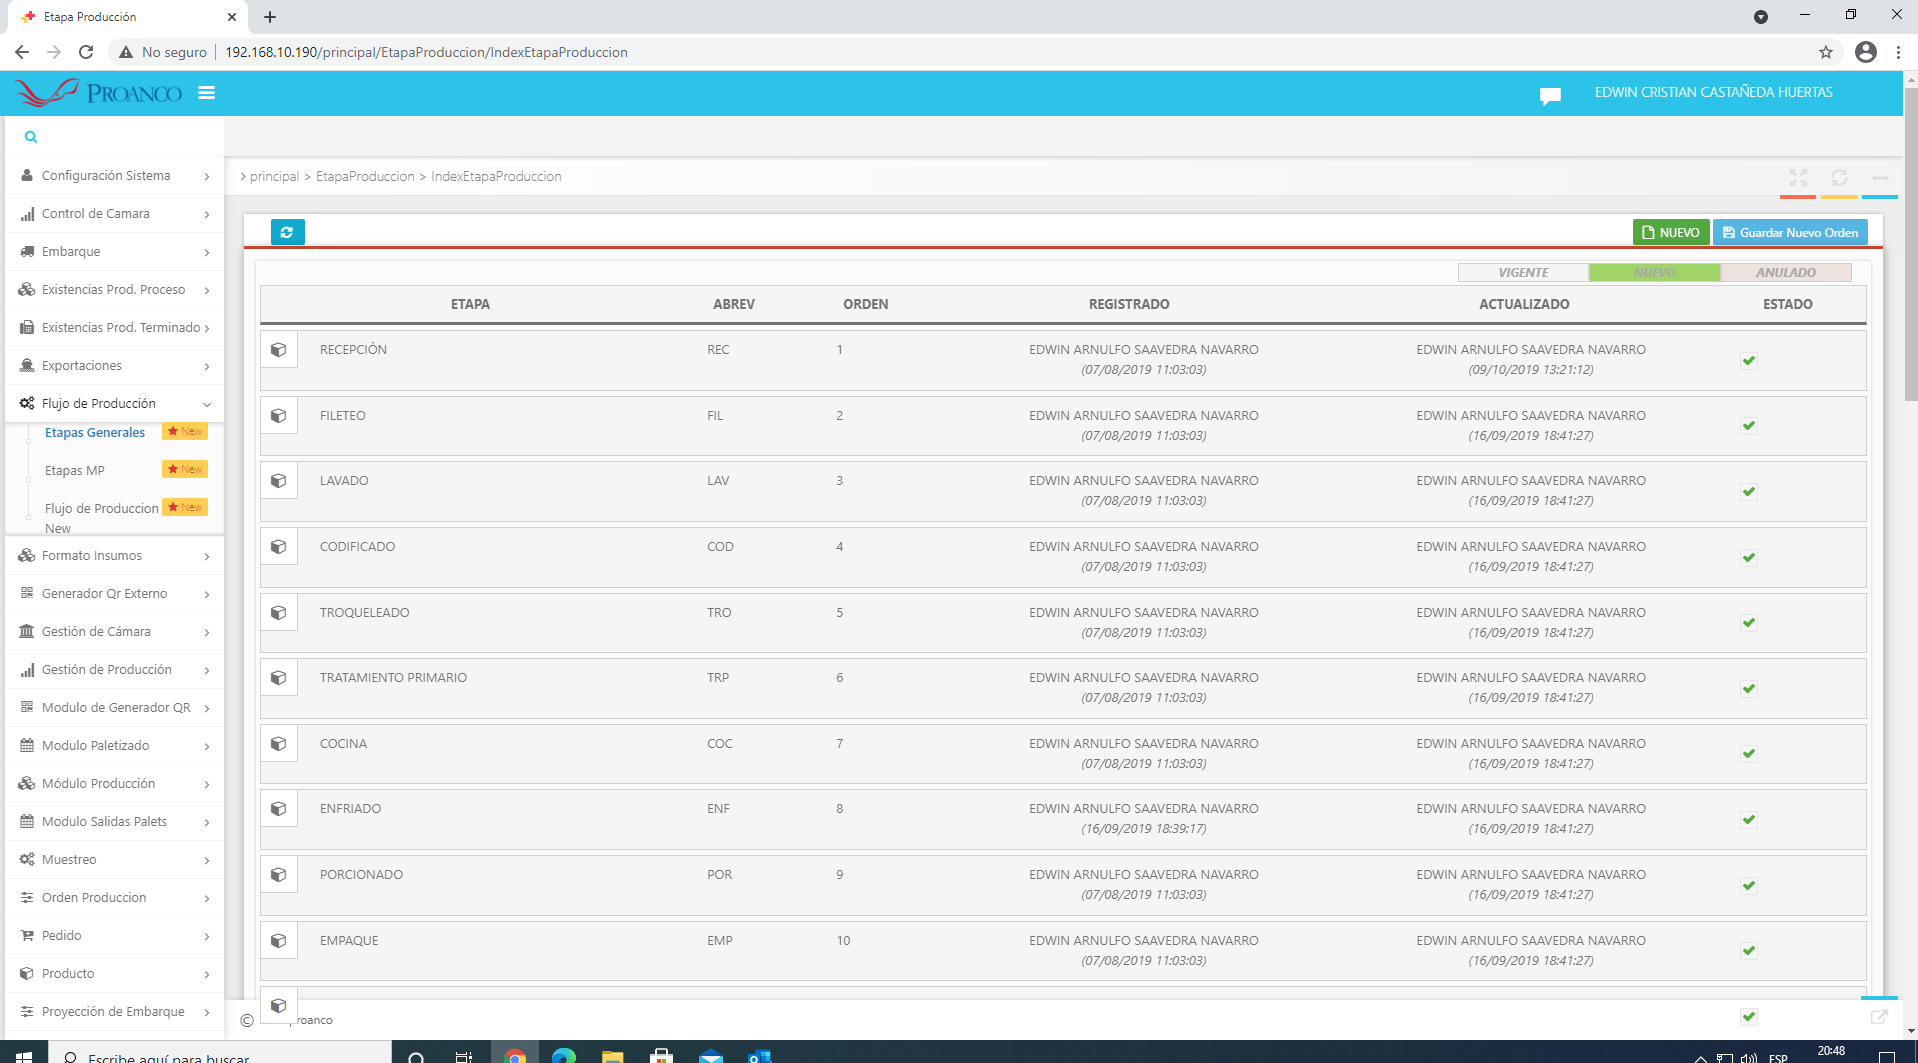 Etapa Producción
No seguro
192.168.10.190/principal/EtapaProduccion/IndexEtapaProduccion
PROANCO
EDWIN CRISTIAN CASTAÑEDA HUERTAS
Configuración Sistema
Control de Camara
Embarque
Existencias Prod. Proceso
Existencias Prod. Terminado
Exportaciones
Flujo de Producción
Etapas Generales New
Etapas MP New
Flujo de Produccion New
New
Formato Insumos
Generador Qr Externo
Gestión de Cámara
Gestión de Producción
Modulo de Generador QR
Modulo Paletizado
Módulo Producción
Modulo Salidas Palets
Muestreo
Orden Produccion
Pedido
Producto
Proyección de Embarque
> principal > EtapaProduccion > IndexEtapaProduccion
NUEVO Guardar Nuevo Orden
VIGENTE NUEVO ANULADO
ETAPA ABREV ORDEN REGISTRADO ACTUALIZADO ESTADO
RECEPCIÓN REC 1 EDWIN ARNULFO SAAVEDRA NAVARRO EDWIN ARNULFO SAAVEDRA NAVARRO
(07/08/2019 11:03:03) (09/10/2019 13:21:12)
FILETEO FIL 2 EDWIN ARNULFO SAAVEDRA NAVARRO EDWIN ARNULFO SAAVEDRA NAVARRO
(07/08/2019 11:03:03) (16/09/2019 18:41:27)
LAVADO LAV 3 EDWIN ARNULFO SAAVEDRA NAVARRO EDWIN ARNULFO SAAVEDRA NAVARRO
(07/08/2019 11:03:03) (16/09/2019 18:41:27)
CODIFICADO COD 4 EDWIN ARNULFO SAAVEDRA NAVARRO EDWIN ARNULFO SAAVEDRA NAVARRO
(07/08/2019 11:03:03) (16/09/2019 18:41:27)
TROQUELEADO TRO 5 EDWIN ARNULFO SAAVEDRA NAVARRO EDWIN ARNULFO SAAVEDRA NAVARRO
(07/08/2019 11:03:03) (16/09/2019 18:41:27)
TRATAMIENTO PRIMARIO TRP 6 EDWIN ARNULFO SAAVEDRA NAVARRO EDWIN ARNULFO SAAVEDRA NAVARRO
(07/08/2019 11:03:03) (16/09/2019 18:41:27)
COCINA COC 7 EDWIN ARNULFO SAAVEDRA NAVARRO EDWIN ARNULFO SAAVEDRA NAVARRO
(07/08/2019 11:03:03) (16/09/2019 18:41:27)
ENFRIADO ENF 8 EDWIN ARNULFO SAAVEDRA NAVARRO EDWIN ARNULFO SAAVEDRA NAVARRO
(16/09/2019 18:39:17) (16/09/2019 18:41:27)
PORCIONADO POR 9 EDWIN ARNULFO SAAVEDRA NAVARRO EDWIN ARNULFO SAAVEDRA NAVARRO
(07/08/2019 11:03:03) (16/09/2019 18:41:27)
EMPAQUE EMP 10 EDWIN ARNULFO SAAVEDRA NAVARRO EDWIN ARNULFO SAAVEDRA NAVARRO
(07/08/2019 11:03:03) (16/09/2019 18:41:27)
© roanco
Escribe aquí para buscar
ESP
20:48